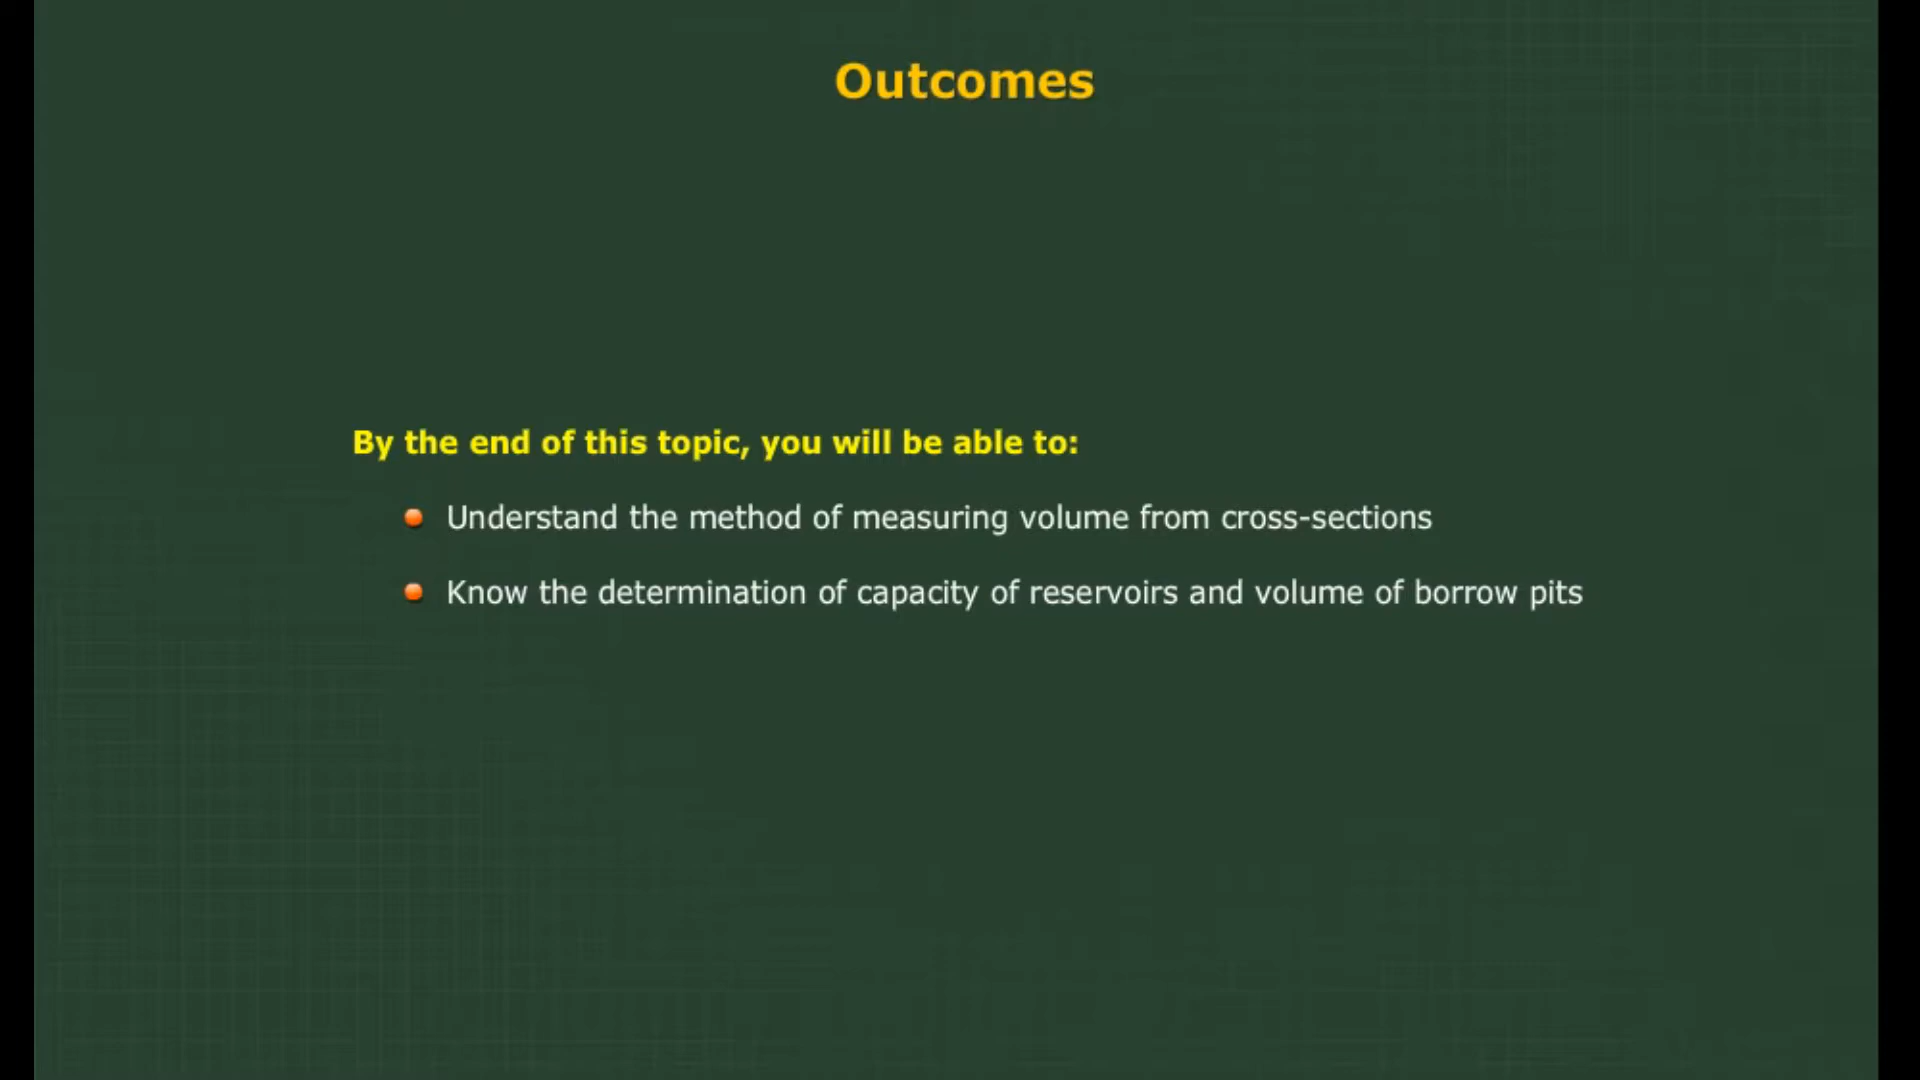 Outcomes
By the end of this topic, you will be able to:
Understand the method of measuring volume from cross-sections
Know the determination of capacity of reservoirs and volume of borrow pits